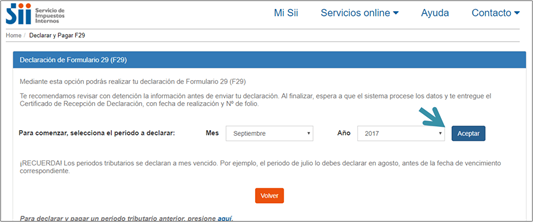 Sii Servicio de Impuestos Internos
Mi Sii Servicios online Ayuda Contacto
Home / Declarar y Pagar F29
Declaración de Formulario 29 (F29)
Mediante esta opción podrás realizar tu declaración de Formulario 29 (F29)
Te recomendamos revisar con detención la información antes de enviar tu declaración. Al finalizar, espera a que el sistema procese los datos y te entregue el
Certificado de Recepción de Declaración, con fecha de realización y Nº de folio.
Para comenzar, selecciona el periodo a declarar: Mes Septiembre Año 2017 Aceptar
¡RECUERDA! Los periodos tributarios se declaran a mes vencido. Por ejemplo, el periodo de julio lo debes declarar en agosto, antes de la fecha de vencimiento
correspondiente.
Volver
Para declarar y pagar un periodo tributario anterior, presione aquí.